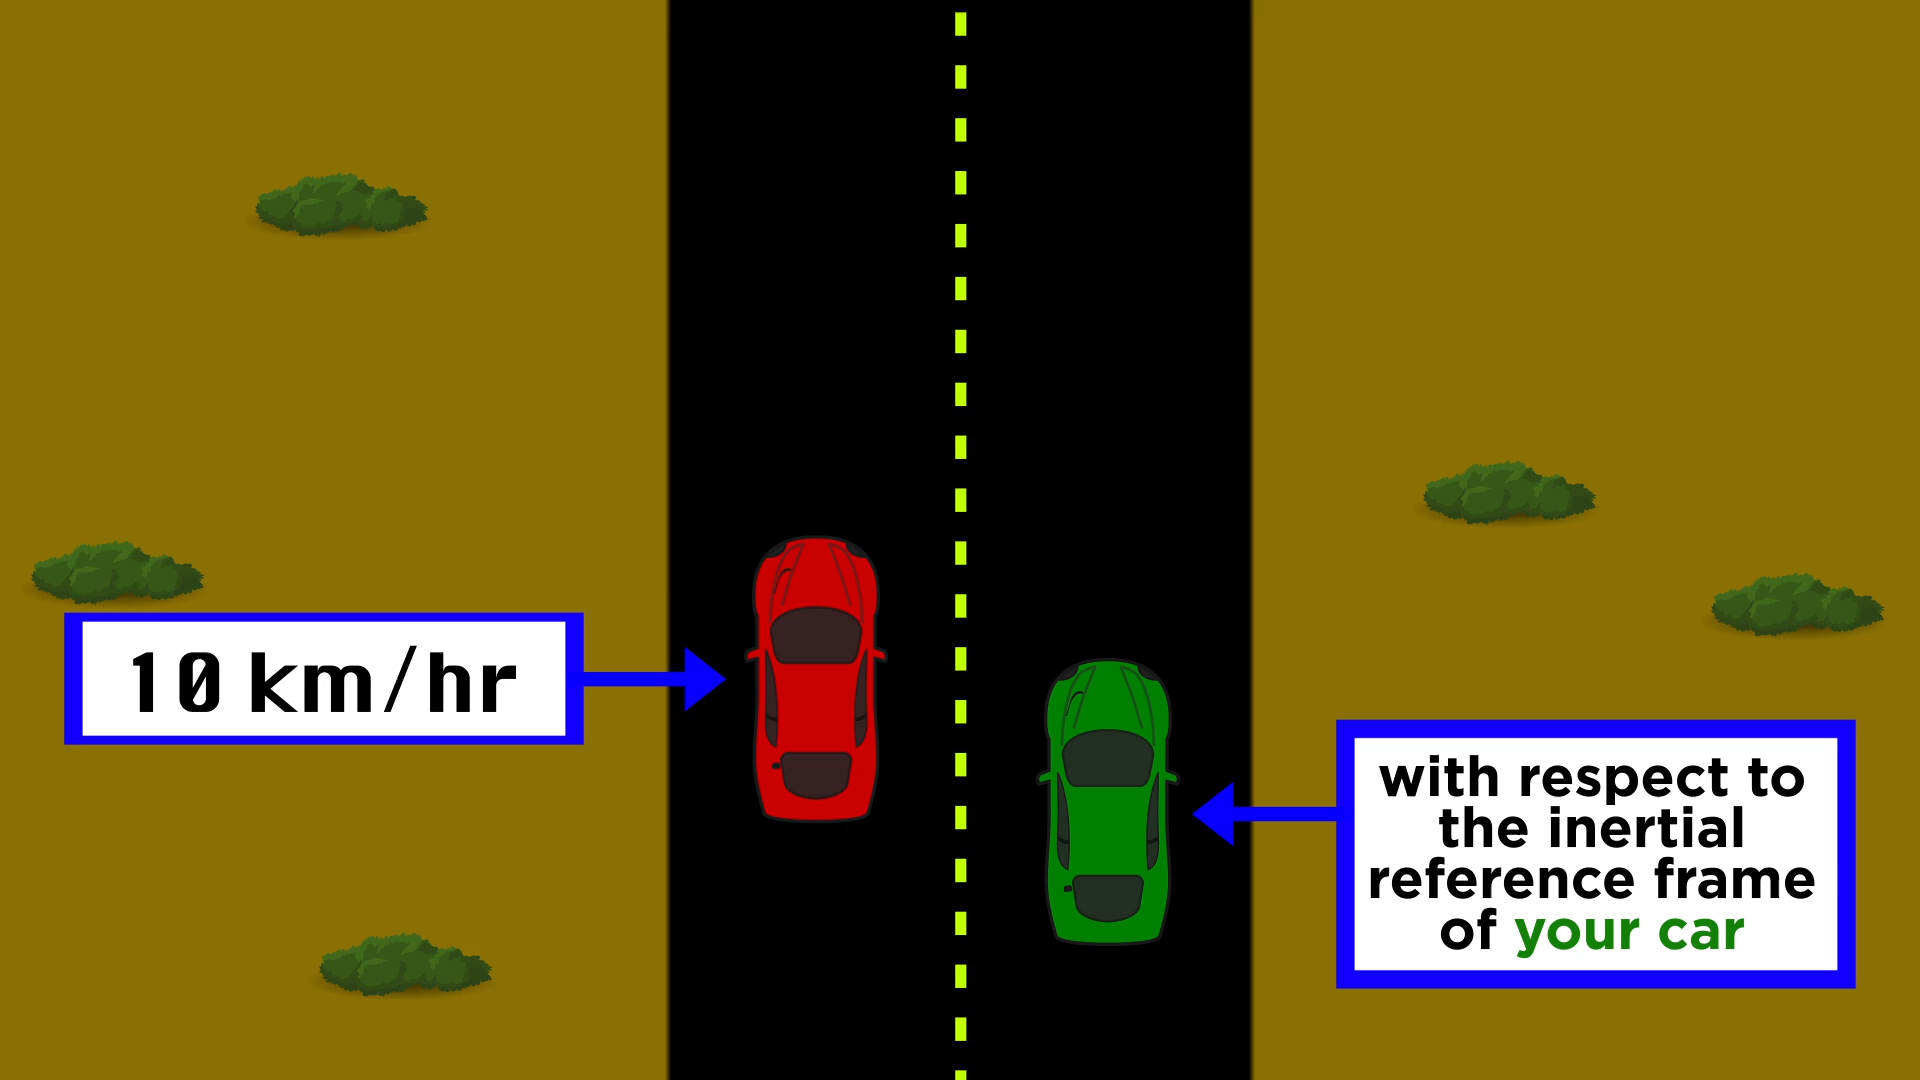 10 km/hr
with respect to
the inertial
reference frame
of your car